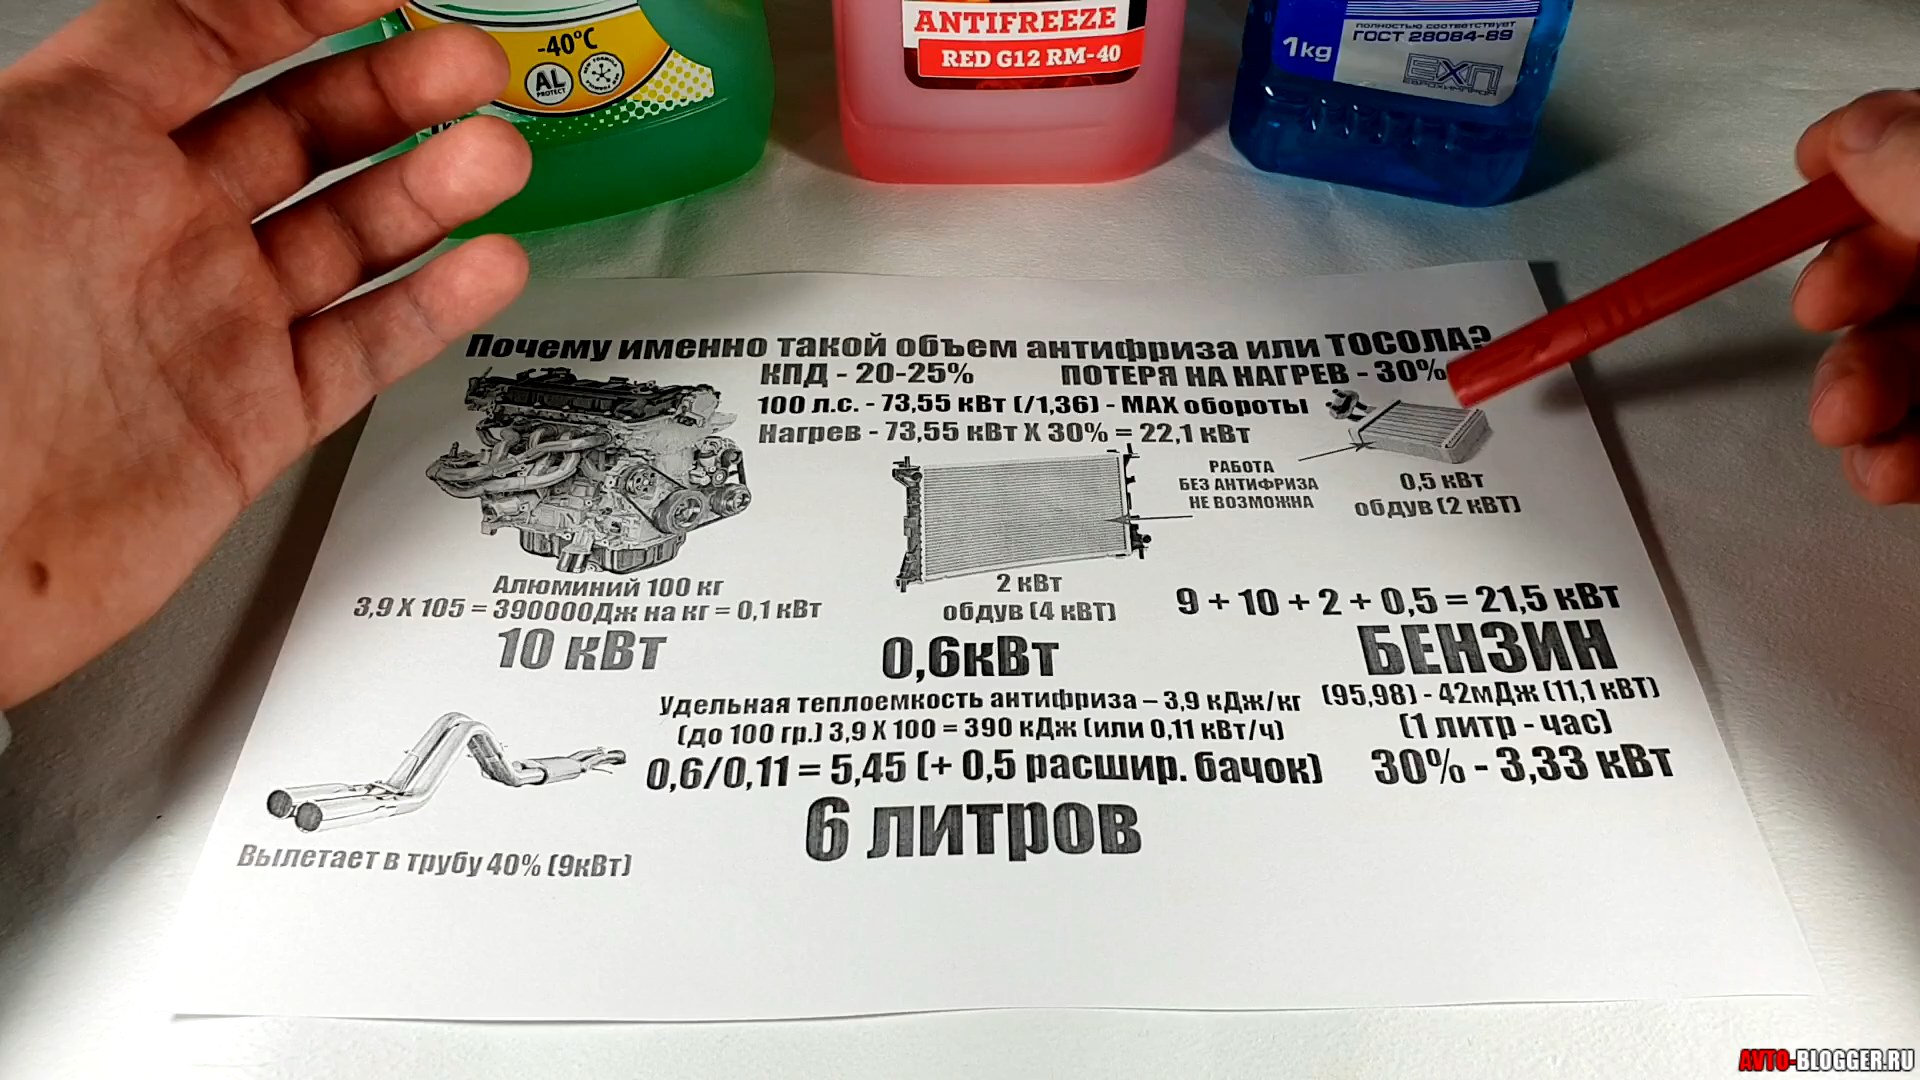 -40°C
AL
PROTECT
ANTIFREEZE
RED G12 RM-40
1kg
ПОЛНОСТЬЮ СООТВЕТСТВУЕТ
ГОСТ 28084-89
ЕХП
ЕВРОХИМПРОМ
Почему именно такой объем антифриза или ТОСОЛА?
КПД - 20-25%
ПОТЕРЯ НА НАГРЕВ - 30%
100 л.с. - 73,55 кВт (/1,36) - MAX обороты
Нагрев - 73,55 кВт X 30% = 22,1 кВт
РАБОТА
БЕЗ АНТИФРИЗА
НЕ ВОЗМОЖНА
0,5 кВт
обдув (2 кВТ)
Алюминий 100 кг
3,9 X 105 = 390000Дж на кг = 0,1 кВт
10 кВт
2 кВт
обдув (4 кВТ)
0,6кВт
9 + 10 + 2 + 0,5 = 21,5 кВт
БЕНЗИН
(95,98) - 42мДж (11,1 кВТ)
(1 литр - час)
30% - 3,33 кВт
Удельная теплоемкость антифриза – 3,9 кДж/кг
(до 100 гр.) 3,9 X 100 = 390 кДж (или 0,11 кВт/ч)
0,6/0,11 = 5,45 (+ 0,5 расшир. бачок)
6 литров
Вылетает в трубу 40% (9кВт)
AVTO-BLOGGER.RU